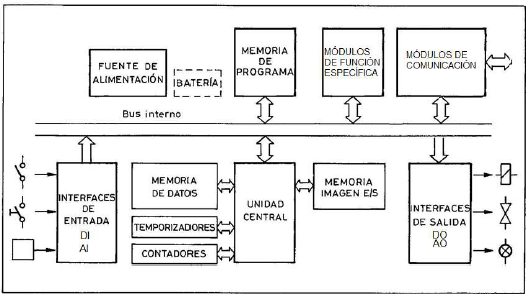 FUENTE DE
ALIMENTACIÓN
BATERÍA
MEMORIA
DE
PROGRAMA
MÓDULOS
DE FUNCIÓN
ESPECÍFICA
MÓDULOS DE
COMUNICACIÓN
Bus interno
INTERFACES
DE
ENTRADA
DI
AI
MEMORIA
DE DATOS
TEMPORIZADORES
CONTADORES
UNIDAD
CENTRAL
MEMORIA
IMAGEN E/S
INTERFACES
DE SALIDA
DO
AO